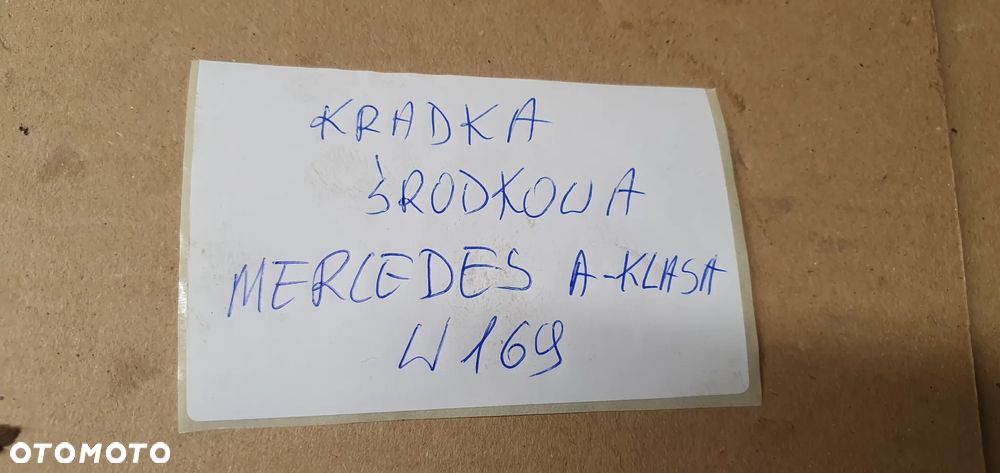 KRADKA
ŚRODKOWA
MERCEDES A-KLASA
W169
OTOMOTO